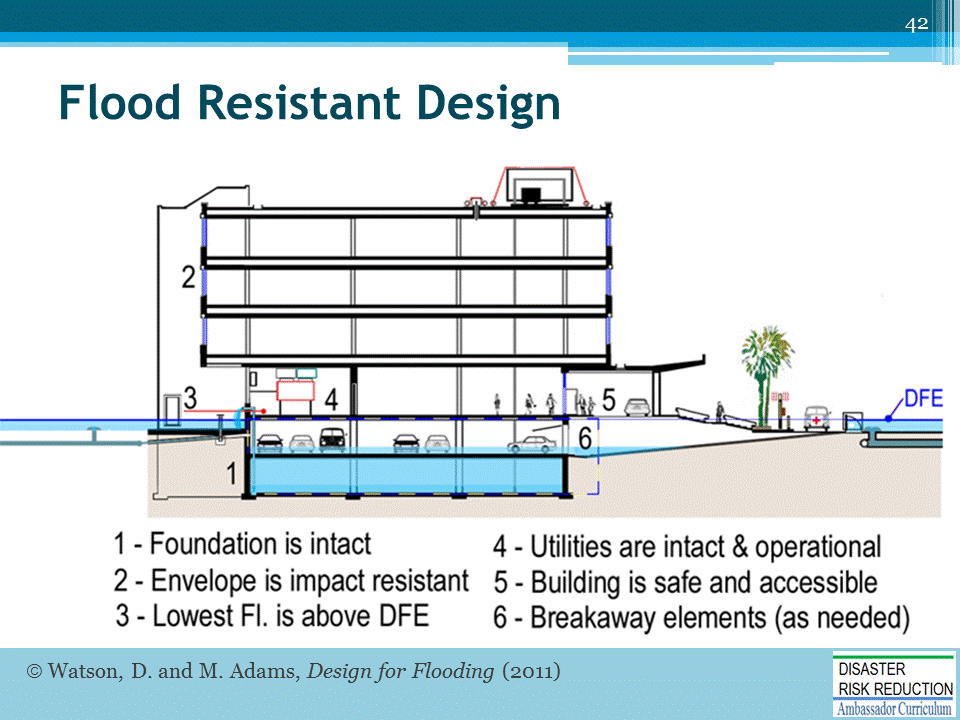 42
Flood Resistant Design
2
3
4
5
DFE
6
1
1 - Foundation is intact
2 - Envelope is impact resistant
3 - Lowest Fl. is above DFE
4 - Utilities are intact & operational
5 - Building is safe and accessible
6 - Breakaway elements (as needed)
© Watson, D. and M. Adams, Design for Flooding (2011)
DISASTER
RISK REDUCTION
Ambassador Curriculum